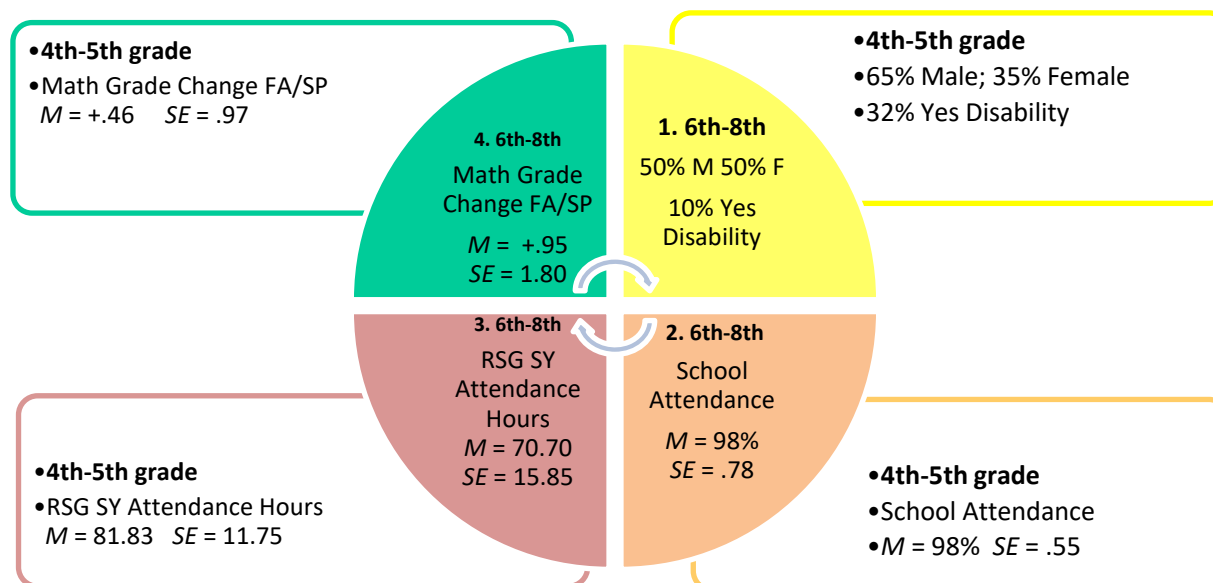 •4th-5th grade
•Math Grade Change FA/SP
M = +.46 SE = .97
•4th-5th grade
•65% Male; 35% Female
•32% Yes Disability
4. 6th-8th
Math Grade
Change FA/SP
M = +.95
SE = 1.80
1. 6th-8th
50% M 50% F
10% Yes
Disability
3. 6th-8th
RSG SY
Attendance
Hours
M = 70.70
SE = 15.85
2. 6th-8th
School
Attendance
M = 98%
SE = .78
•4th-5th grade
•RSG SY Attendance Hours
M = 81.83 SE = 11.75
•4th-5th grade
•School Attendance
•M = 98% SE = .55